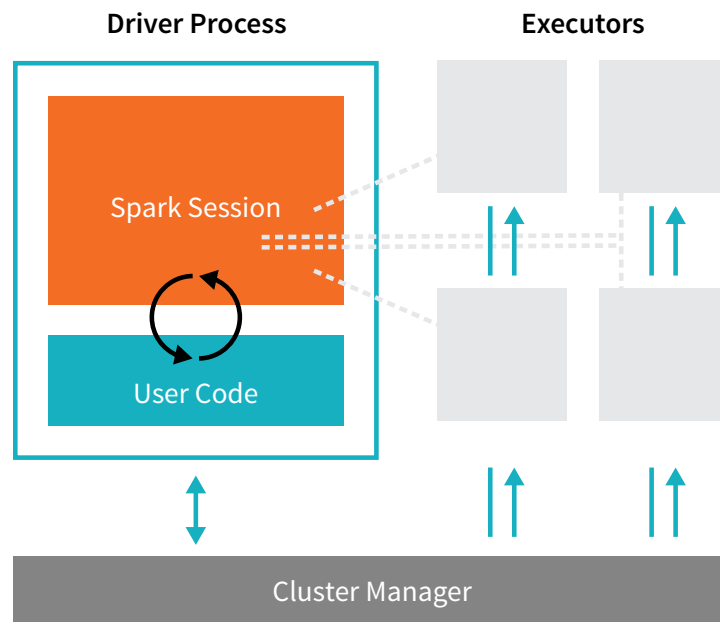 Driver Process
Executors
Spark Session
User Code
Cluster Manager